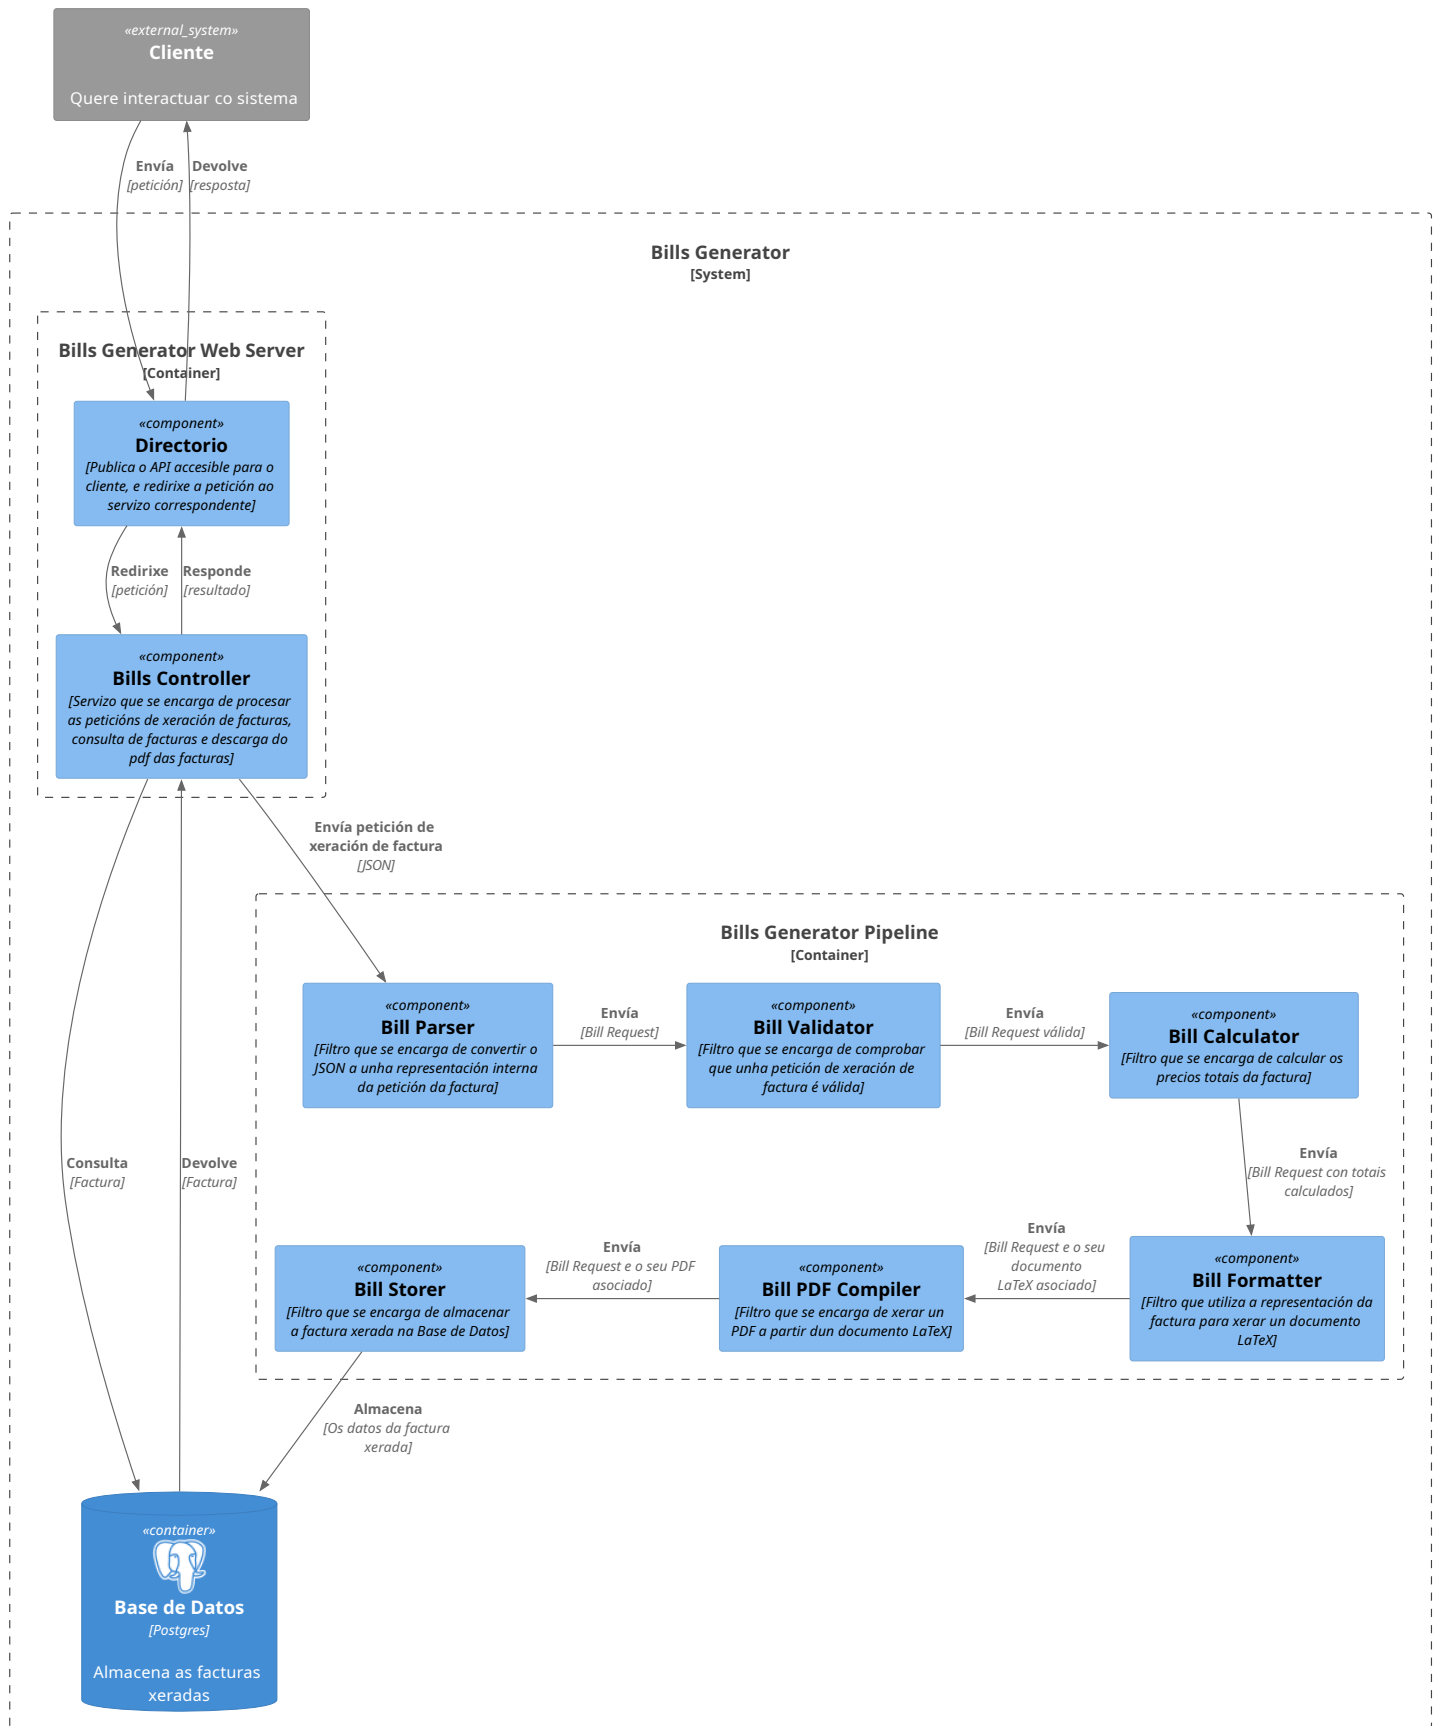 «external_system»
Cliente
Quere interactuar co sistema
Envía
[petición]
Devolve
[resposta]
Bills Generator
[System]
Bills Generator Web Server
[Container]
«component»
Directorio
[Publica o API accesible para o
cliente, e redirixe a petición ao
servizo correspondente]
Redirixe
[petición]
Responde
[resultado]
«component»
Bills Controller
[Servizo que se encarga de procesar
as peticións de xeración de facturas,
consulta de facturas e descarga do
pdf das facturas]
Envía petición de
xeración de factura
[JSON]
Bills Generator Pipeline
[Container]
«component»
Bill Parser
[Filtro que se encarga de convertir o
JSON a unha representación interna
da petición da factura]
Envía
[Bill Request]
«component»
Bill Validator
[Filtro que se encarga de comprobar
que unha petición de xeración de
factura é válida]
Envía
[Bill Request válida]
«component»
Bill Calculator
[Filtro que se encarga de calcular os
precios totais da factura]
Consulta
[Factura]
Devolve
[Factura]
Envía
[Bill Request con totais
calculados]
«component»
Bill Storer
[Filtro que se encarga de almacenar
a factura xerada na Base de Datos]
Envía
[Bill Request e o seu PDF
asociado]
«component»
Bill PDF Compiler
[Filtro que se encarga de xerar un
PDF a partir dun documento LaTeX]
Envía
[Bill Request e o seu
documento
LaTeX asociado]
«component»
Bill Formatter
[Filtro que utiliza a representación da
factura para xerar un documento
LaTeX]
Almacena
[Os datos da factura
xerada]
«container»
Base de Datos
[Postgres]
Almacena as facturas
xeradas